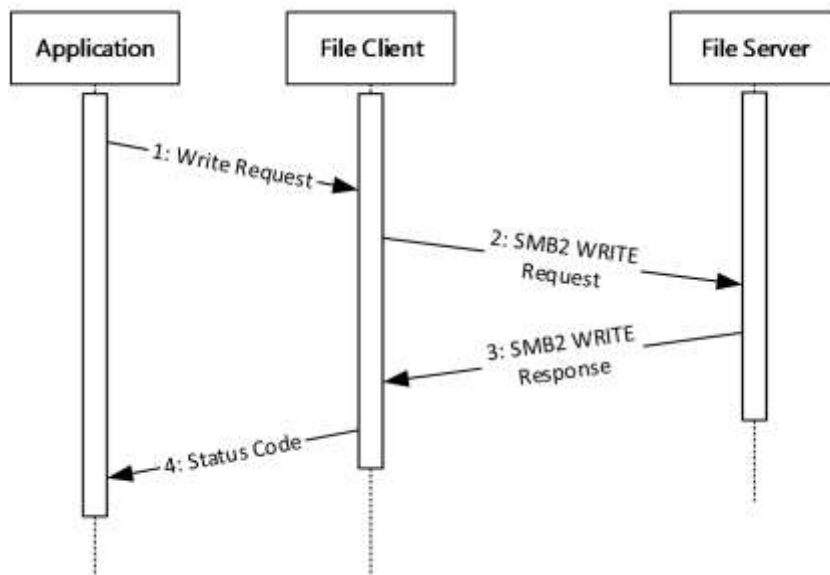 Application
File Client
File Server
1: Write Request
2: SMB2 WRITE
Request
3: SMB2 WRITE
Response
4: Status Code